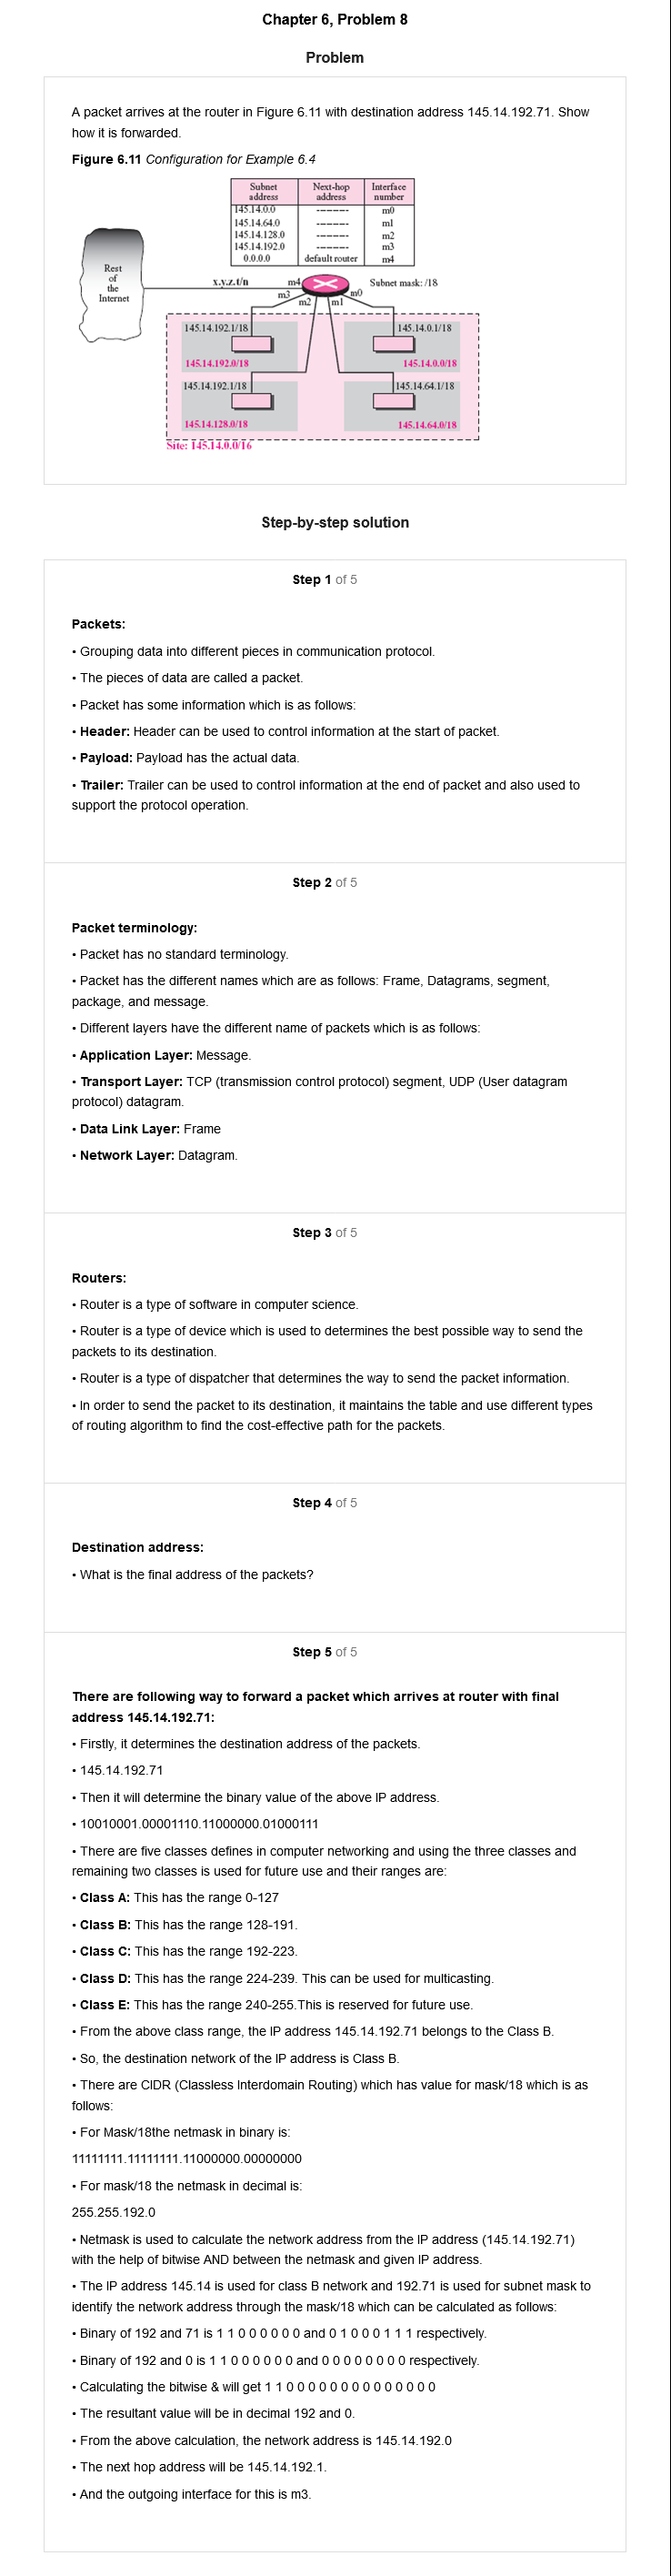 Chapter 6, Problem 8
Problem
A packet arrives at the router in Figure 6.11 with destination address 145.14.192.71. Show
how it is forwarded.
Figure 6.11 Configuration for Example 6.4
Subnet address Next-hop address Interface number
145.14.0.0 ---------- m0
145.14.64.0 ---------- m1
145.14.128.0 ---------- m2
145.14.192.0 ---------- m3
0.0.0.0 default router m4
Rest
of
the
Internet
x.y.z.t/n
m4
m3
m2
m1
m0
Subnet mask: /18
145.14.192.1/18
145.14.0.1/18
145.14.192.0/18
145.14.0.0/18
145.14.192.1/18
145.14.64.1/18
145.14.128.0/18
145.14.64.0/18
Site: 145.14.0.0/16
Step-by-step solution
Step 1 of 5
Packets:
• Grouping data into different pieces in communication protocol.
• The pieces of data are called a packet.
• Packet has some information which is as follows:
• Header: Header can be used to control information at the start of packet.
• Payload: Payload has the actual data.
• Trailer: Trailer can be used to control information at the end of packet and also used to
support the protocol operation.
Step 2 of 5
Packet terminology:
• Packet has no standard terminology.
• Packet has the different names which are as follows: Frame, Datagrams, segment,
package, and message.
• Different layers have the different name of packets which is as follows:
• Application Layer: Message.
• Transport Layer: TCP (transmission control protocol) segment, UDP (User datagram
protocol) datagram.
• Data Link Layer: Frame
• Network Layer: Datagram.
Step 3 of 5
Routers:
• Router is a type of software in computer science.
• Router is a type of device which is used to determines the best possible way to send the
packets to its destination.
• Router is a type of dispatcher that determines the way to send the packet information.
• In order to send the packet to its destination, it maintains the table and use different types
of routing algorithm to find the cost-effective path for the packets.
Step 4 of 5
Destination address:
• What is the final address of the packets?
Step 5 of 5
There are following way to forward a packet which arrives at router with final
address 145.14.192.71:
• Firstly, it determines the destination address of the packets.
• 145.14.192.71
• Then it will determine the binary value of the above IP address.
• 10010001.00001110.11000000.01000111
• There are five classes defines in computer networking and using the three classes and
remaining two classes is used for future use and their ranges are:
• Class A: This has the range 0-127
• Class B: This has the range 128-191.
• Class C: This has the range 192-223.
• Class D: This has the range 224-239. This can be used for multicasting.
• Class E: This has the range 240-255.This is reserved for future use.
• From the above class range, the IP address 145.14.192.71 belongs to the Class B.
• So, the destination network of the IP address is Class B.
• There are CIDR (Classless Interdomain Routing) which has value for mask/18 which is as
follows:
• For Mask/18the netmask in binary is:
11111111.11111111.11000000.00000000
• For mask/18 the netmask in decimal is:
255.255.192.0
• Netmask is used to calculate the network address from the IP address (145.14.192.71)
with the help of bitwise AND between the netmask and given IP address.
• The IP address 145.14 is used for class B network and 192.71 is used for subnet mask to
identify the network address through the mask/18 which can be calculated as follows:
• Binary of 192 and 71 is 1 1 0 0 0 0 0 0 and 0 1 0 0 0 1 1 1 respectively.
• Binary of 192 and 0 is 1 1 0 0 0 0 0 0 and 0 0 0 0 0 0 0 0 respectively.
• Calculating the bitwise & will get 1 1 0 0 0 0 0 0 0 0 0 0 0 0 0 0
• The resultant value will be in decimal 192 and 0.
• From the above calculation, the network address is 145.14.192.0
• The next hop address will be 145.14.192.1.
• And the outgoing interface for this is m3.